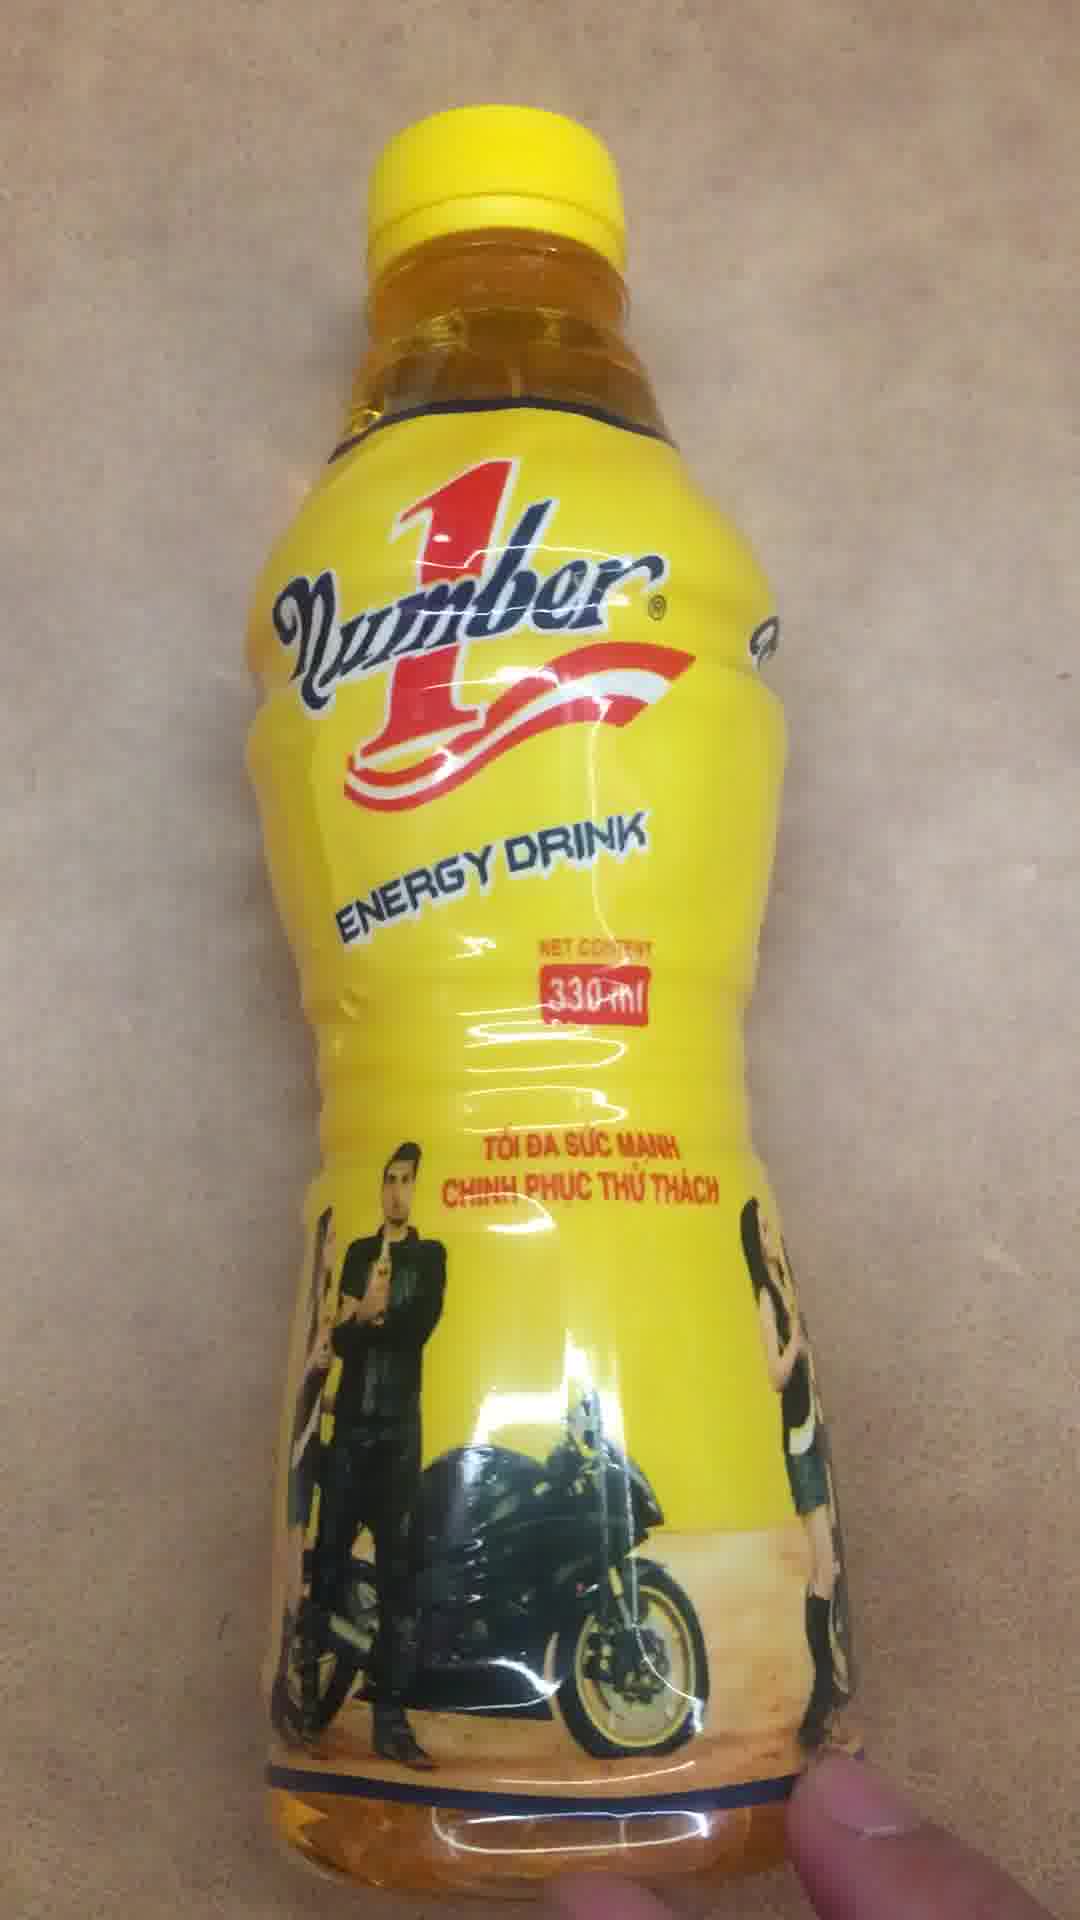 Number 1 ®
ENERGY DRINK
NET CONTENT
330 ml
TỐI ĐA SỨC MẠNH
CHINH PHỤC THỬ THÁCH